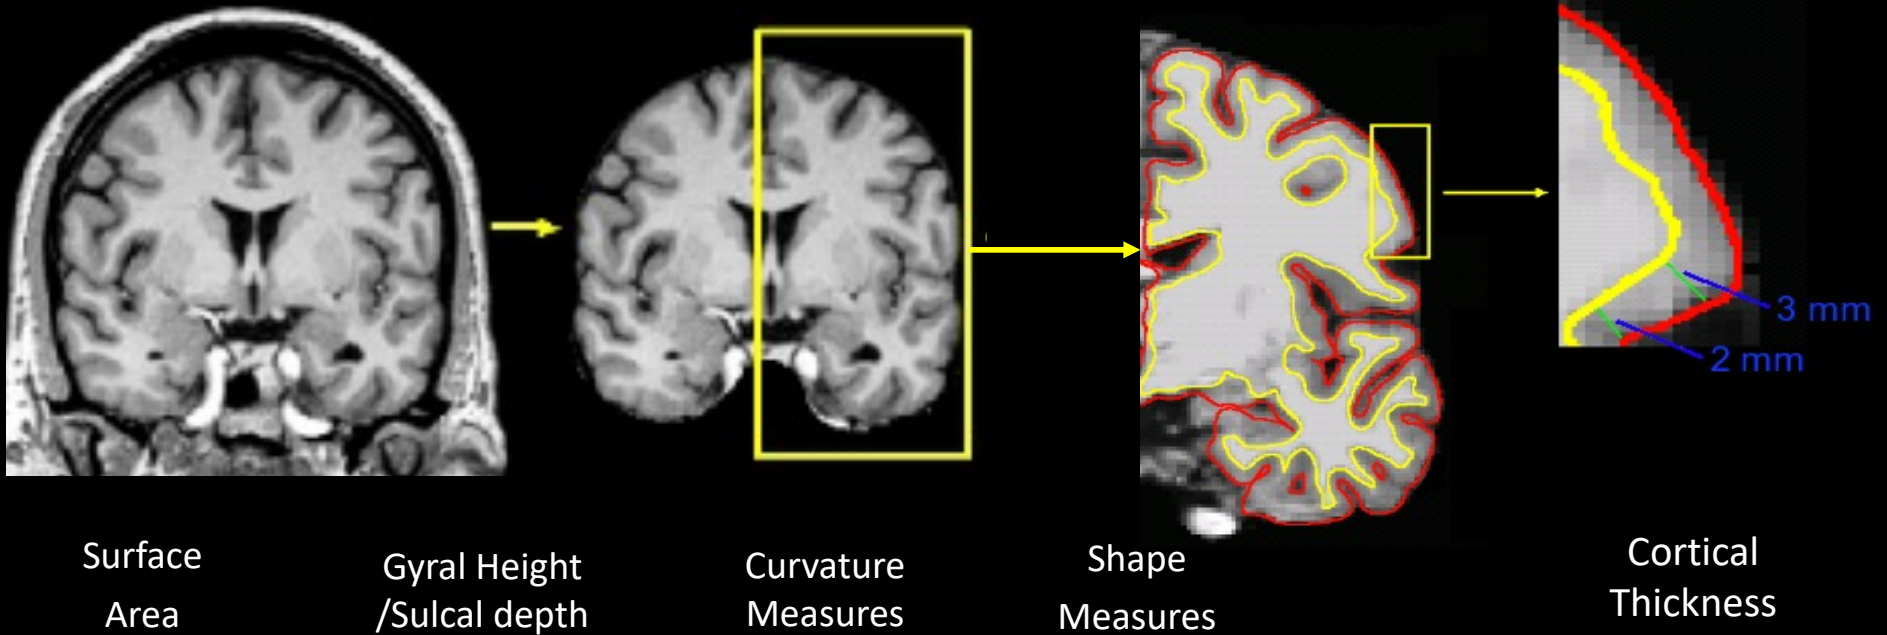 3 mm
2 mm
Surface
Area
Gyral Height
/Sulcal depth
Curvature
Measures
Shape
Measures
Cortical
Thickness